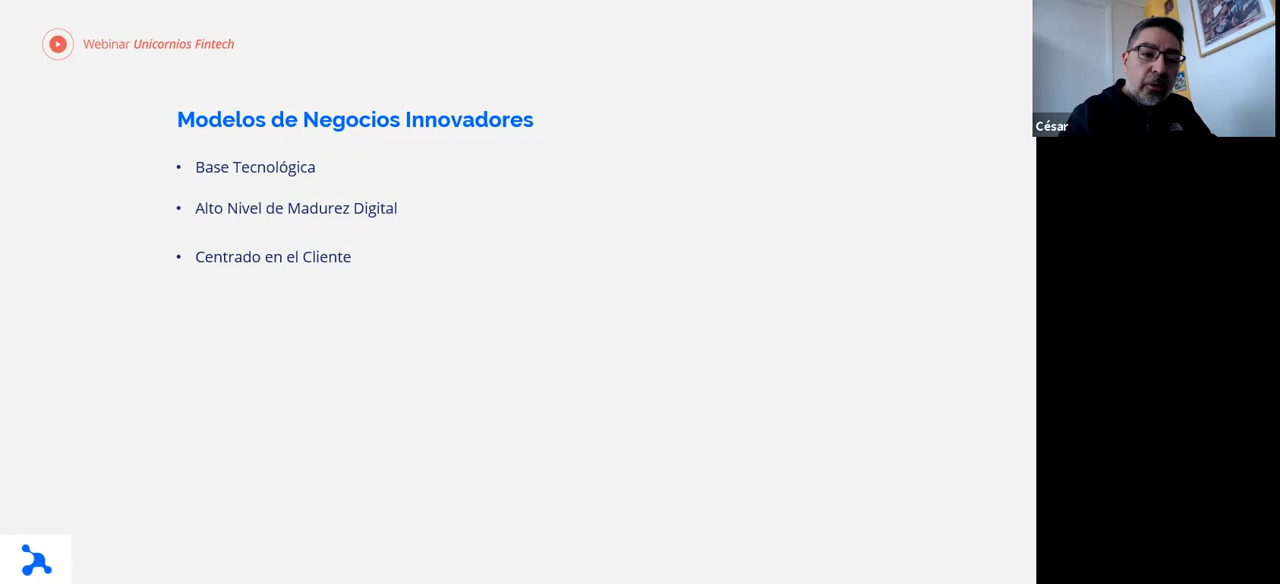 Webinar Unicornios Fintech
Modelos de Negocios Innovadores
• Base Tecnológica
• Alto Nivel de Madurez Digital
• Centrado en el Cliente
César